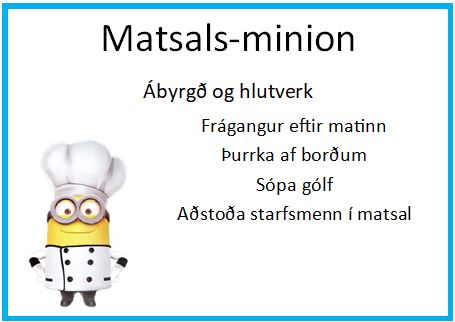 Matsals-minion
Ábyrgð og hlutverk
Frágangur eftir matinn
Þurrka af borðum
Sópa gólf
Aðstoða starfsmenn í matsal